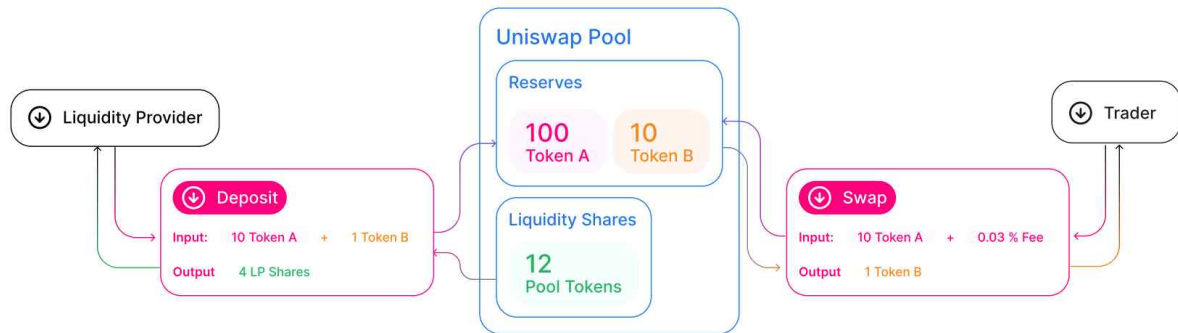 Liquidity Provider
Deposit
Input: 10 Token A + 1 Token B
Output 4 LP Shares
Uniswap Pool
Reserves
100
Token A
10
Token B
Liquidity Shares
12
Pool Tokens
Trader
Swap
Input: 10 Token A + 0.03 % Fee
Output 1 Token B